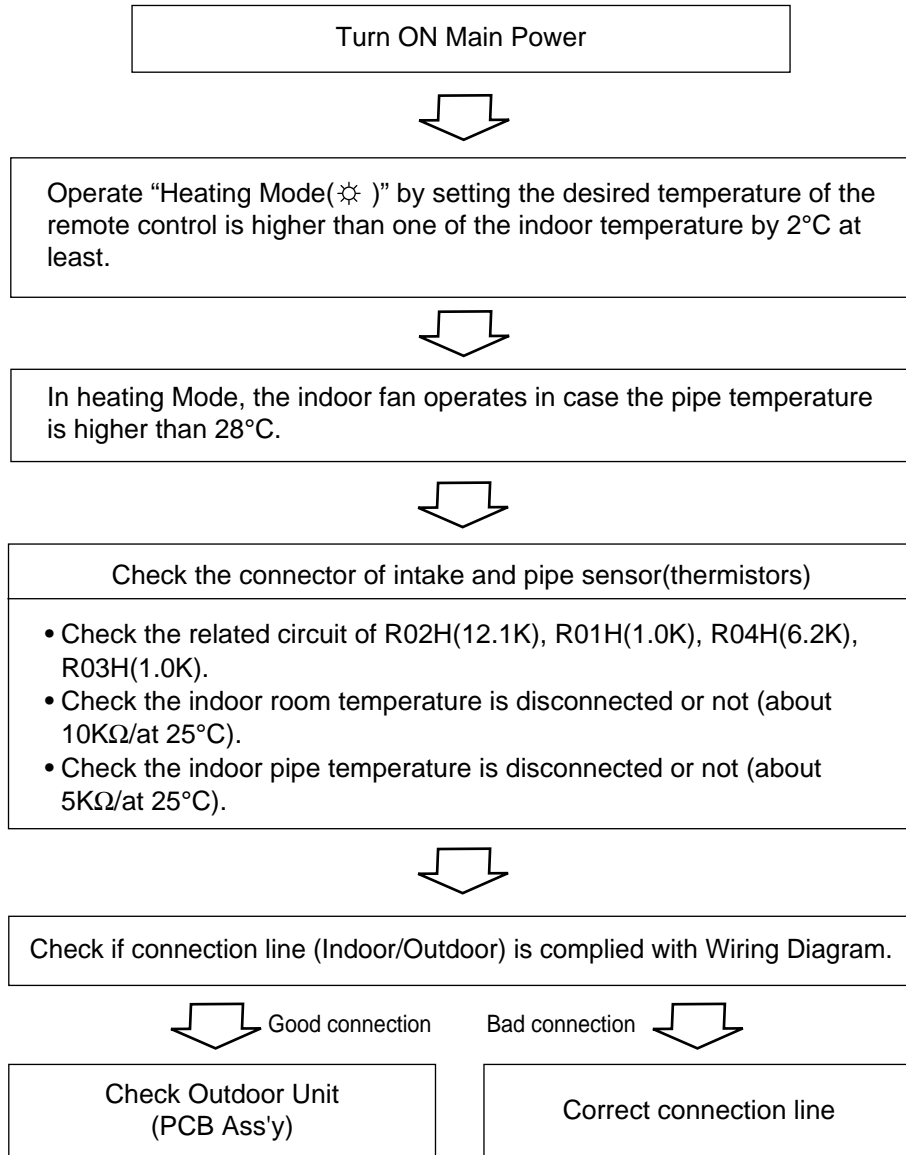 Turn ON Main Power
Operate “Heating Mode(☼ )” by setting the desired temperature of the
remote control is higher than one of the indoor temperature by 2°C at
least.
In heating Mode, the indoor fan operates in case the pipe temperature
is higher than 28°C.
Check the connector of intake and pipe sensor(thermistors)
• Check the related circuit of R02H(12.1K), R01H(1.0K), R04H(6.2K),
R03H(1.0K).
• Check the indoor room temperature is disconnected or not (about
10KΩ/at 25°C).
• Check the indoor pipe temperature is disconnected or not (about
5KΩ/at 25°C).
Check if connection line (Indoor/Outdoor) is complied with Wiring Diagram.
Good connection
Bad connection
Check Outdoor Unit
(PCB Ass'y)
Correct connection line